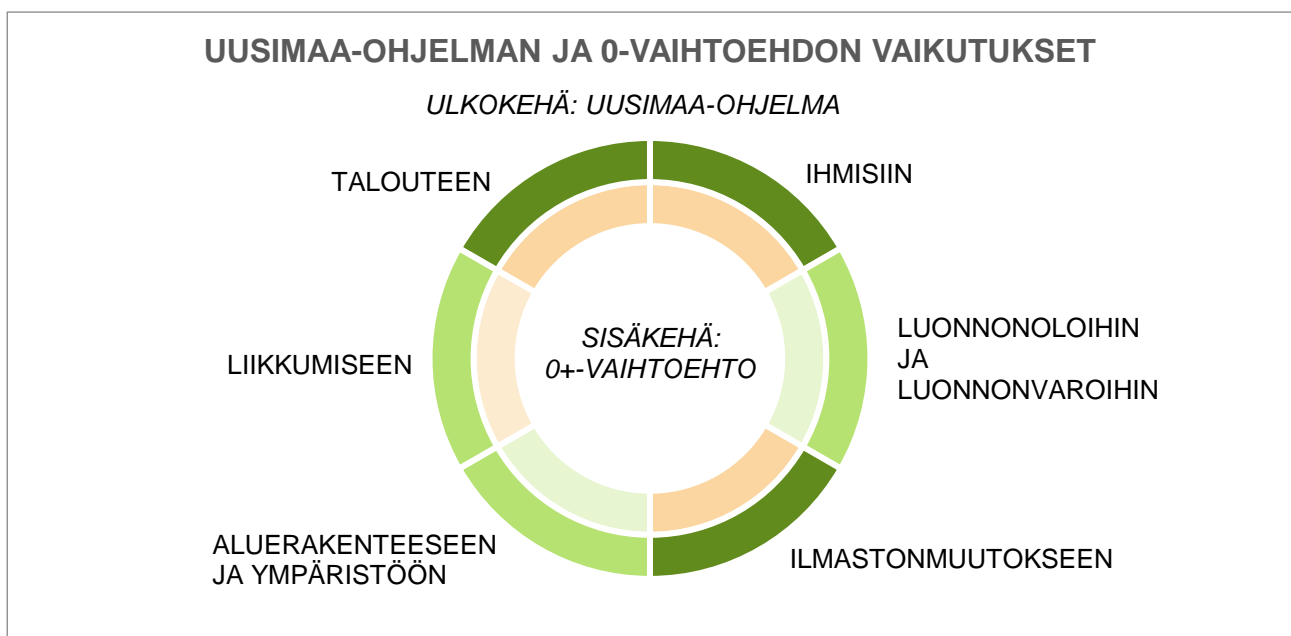 UUSIMAA-OHJELMAN JA 0-VAIHTOEHDON VAIKUTUKSET
ULKOKEHÄ: UUSIMAA-OHJELMA
TALOUTEEN
IHMISIIN
SISÄKEHÄ:
0+-VAIHTOEHTO
LIIKKUMISEEN
LUONNONOLOIHIN
JA
LUONNONVAROIHIN
ALUERAKENTEESEEN
JA YMPÄRISTÖÖN
ILMASTONMUUTOKSEEN